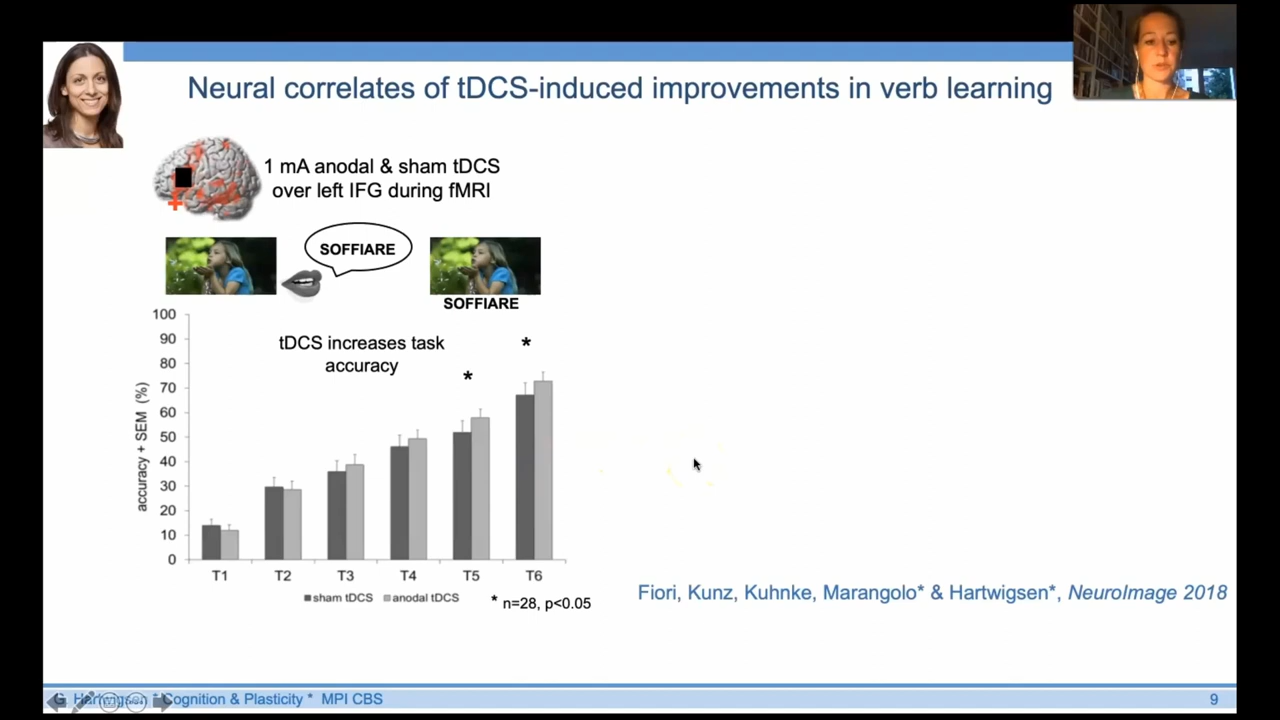 Neural correlates of tDCS-induced improvements in verb learning
1 mA anodal & sham tDCS
over left IFG during fMRI
SOFFIARE
SOFFIARE
tDCS increases task
accuracy
*
*
accuracy + SEM (%)
100
90
80
70
60
50
40
30
20
10
0
T1 T2 T3 T4 T5 T6
sham tDCS anodal tDCS
* n=28, p<0.05
Fiori, Kunz, Kuhnke, Marangolo* & Hartwigsen*, NeuroImage 2018
G. Hartwigsen * Cognition & Plasticity * MPI CBS
9